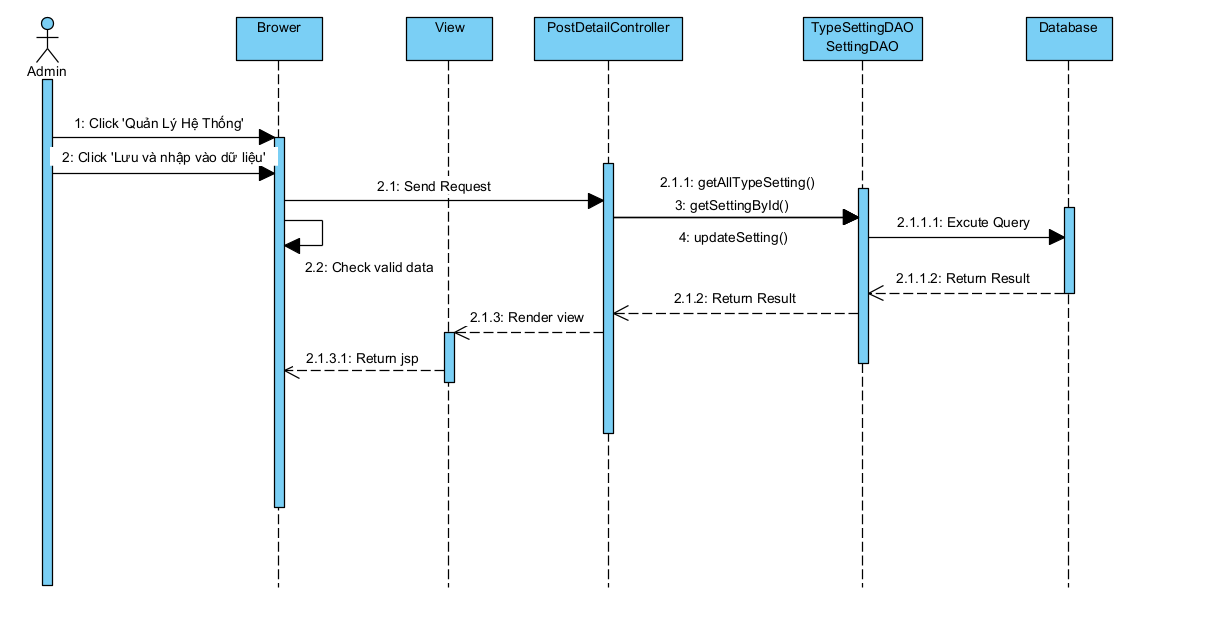 Brower
View
PostDetailController
TypeSettingDAO
SettingDAO
Database
Admin
1: Click 'Quản Lý Hệ Thống'
2: Click 'Lưu và nhập vào dữ liệu'
2.1: Send Request
2.1.1: getAllTypeSetting()
3: getSettingById()
4: updateSetting()
2.1.1.1: Excute Query
2.2: Check valid data
2.1.1.2: Return Result
2.1.2: Return Result
2.1.3: Render view
2.1.3.1: Return jsp